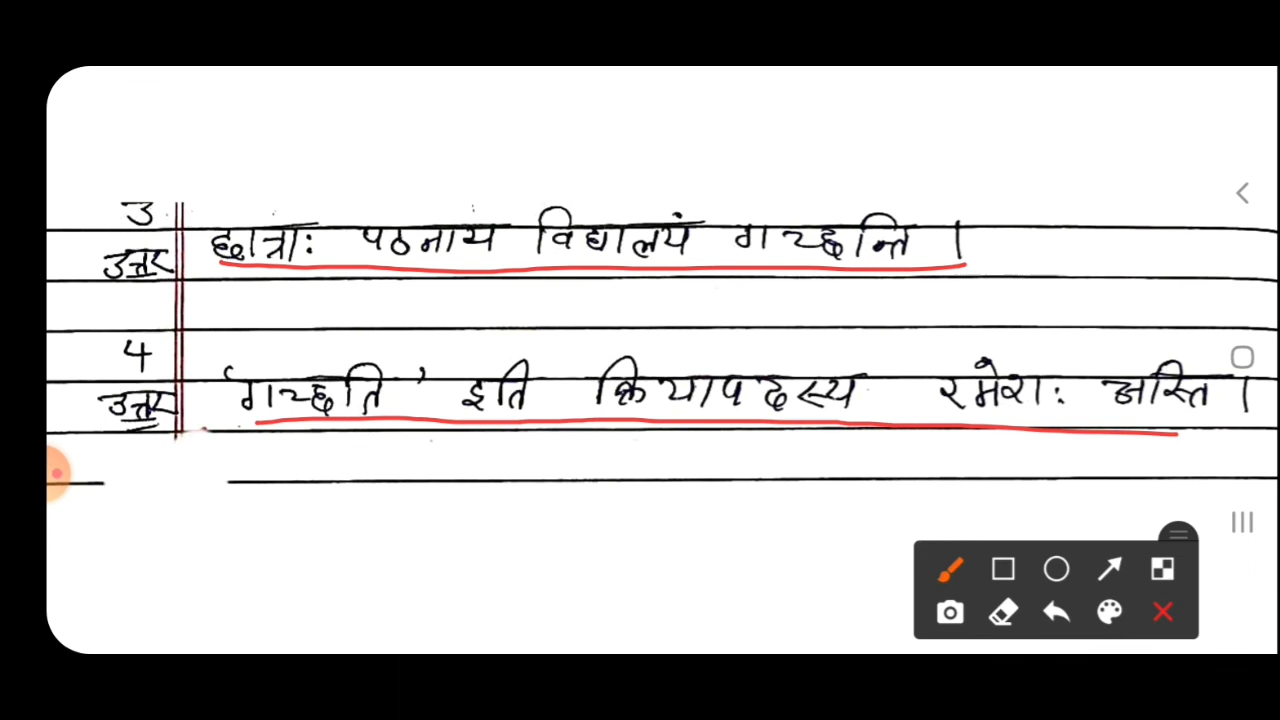 3
उत्तर छात्राः पठनाय विद्यालयं गच्छन्ति ।
4
उत्तर 'गच्छति' इति क्रियापदस्य रमेशः अस्ति ।